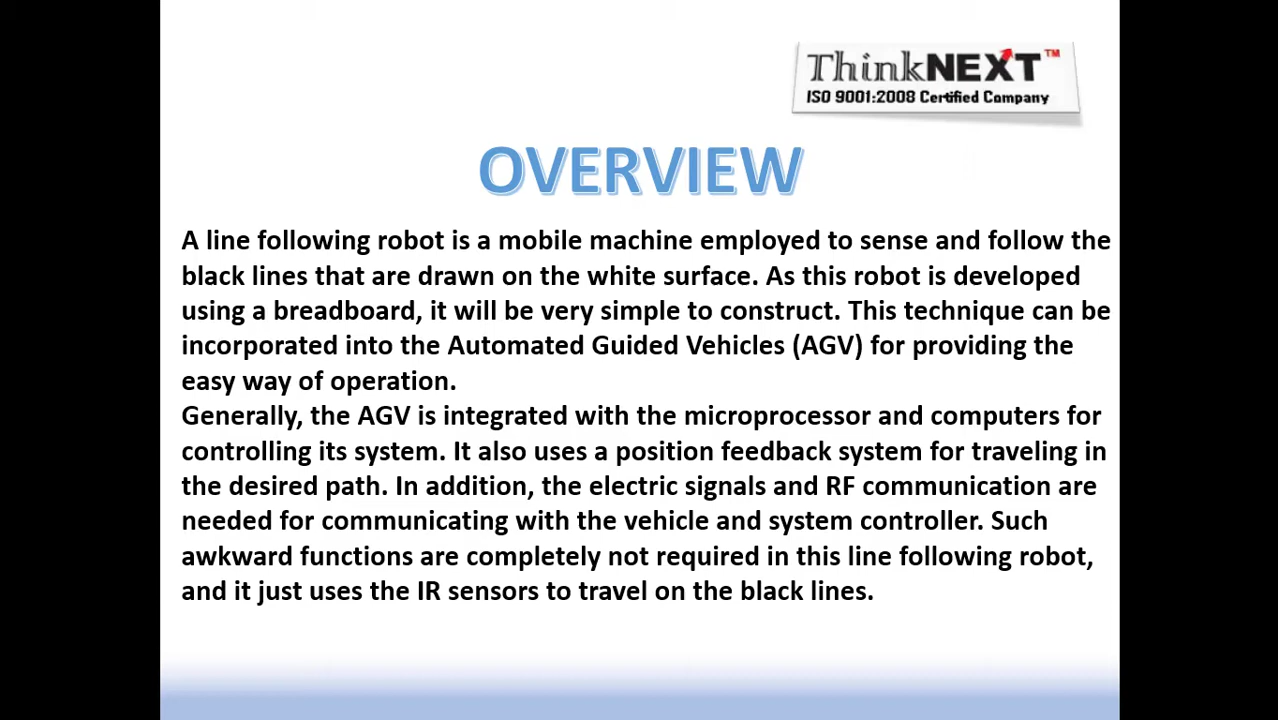 ThinkNEXT™
ISO 9001:2008 Certified Company
OVERVIEW
A line following robot is a mobile machine employed to sense and follow the
black lines that are drawn on the white surface. As this robot is developed
using a breadboard, it will be very simple to construct. This technique can be
incorporated into the Automated Guided Vehicles (AGV) for providing the
easy way of operation.
Generally, the AGV is integrated with the microprocessor and computers for
controlling its system. It also uses a position feedback system for traveling in
the desired path. In addition, the electric signals and RF communication are
needed for communicating with the vehicle and system controller. Such
awkward functions are completely not required in this line following robot,
and it just uses the IR sensors to travel on the black lines.